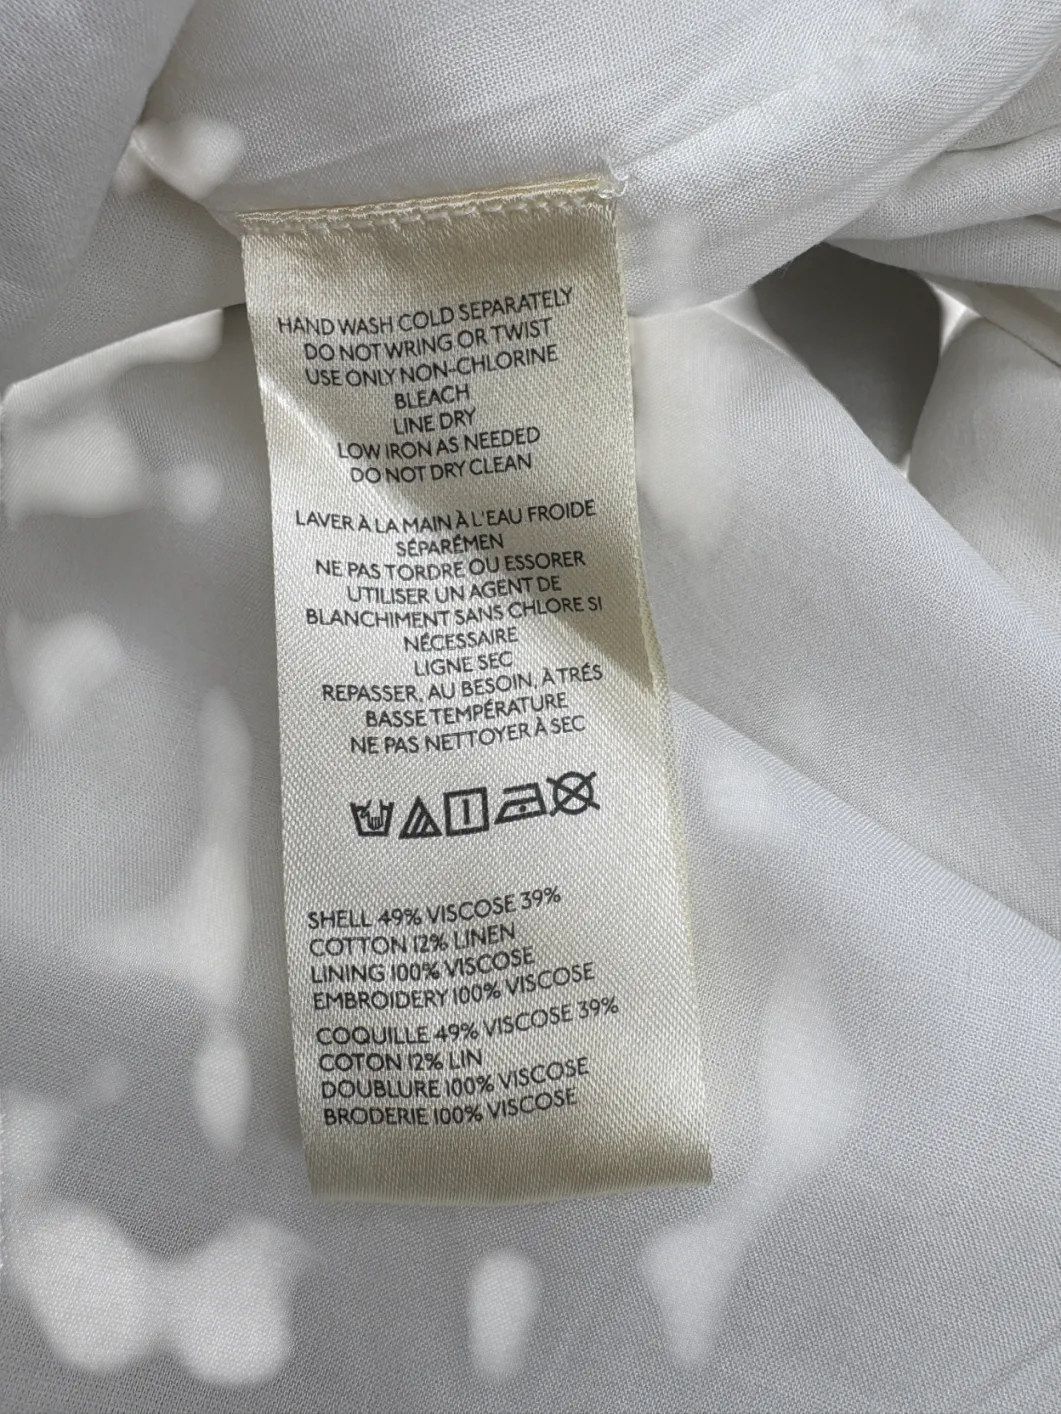 HAND WASH COLD SEPARATELY
DO NOT WRING OR TWIST
USE ONLY NON-CHLORINE
BLEACH
LINE DRY
LOW IRON AS NEEDED
DO NOT DRY CLEAN
LAVER À LA MAIN À L'EAU FROIDE
SÉPARÉMEN
NE PAS TORDRE OU ESSORER
UTILISER UN AGENT DE
BLANCHIMENT SANS CHLORE SI
NÉCESSAIRE
LIGNE SEC
REPASSER, AU BESOIN, À TRÉS
BASSE TEMPÉRATURE
NE PAS NETTOYER À SEC
SHELL 49% VISCOSE 39%
COTTON 12% LINEN
LINING 100% VISCOSE
EMBROIDERY 100% VISCOSE
COQUILLE 49% VISCOSE 39%
COTON 12% LIN
DOUBLURE 100% VISCOSE
BRODERIE 100% VISCOSE